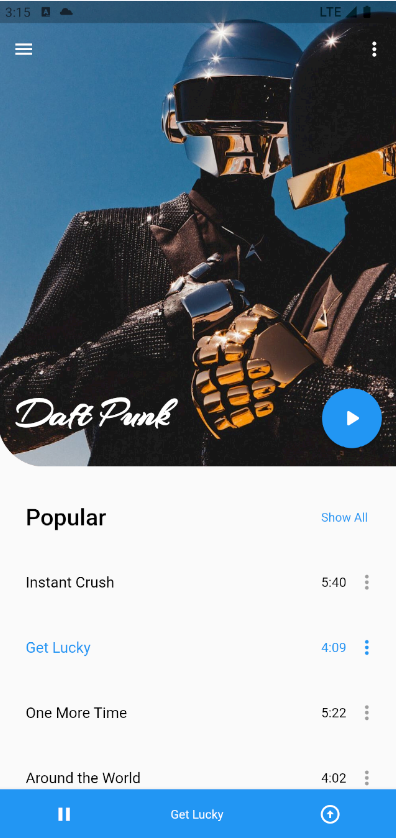 3:15 A LTE
Daft Punk
Popular Show All
Instant Crush 5:40
Get Lucky 4:09
One More Time 5:22
Around the World 4:02
Get Lucky